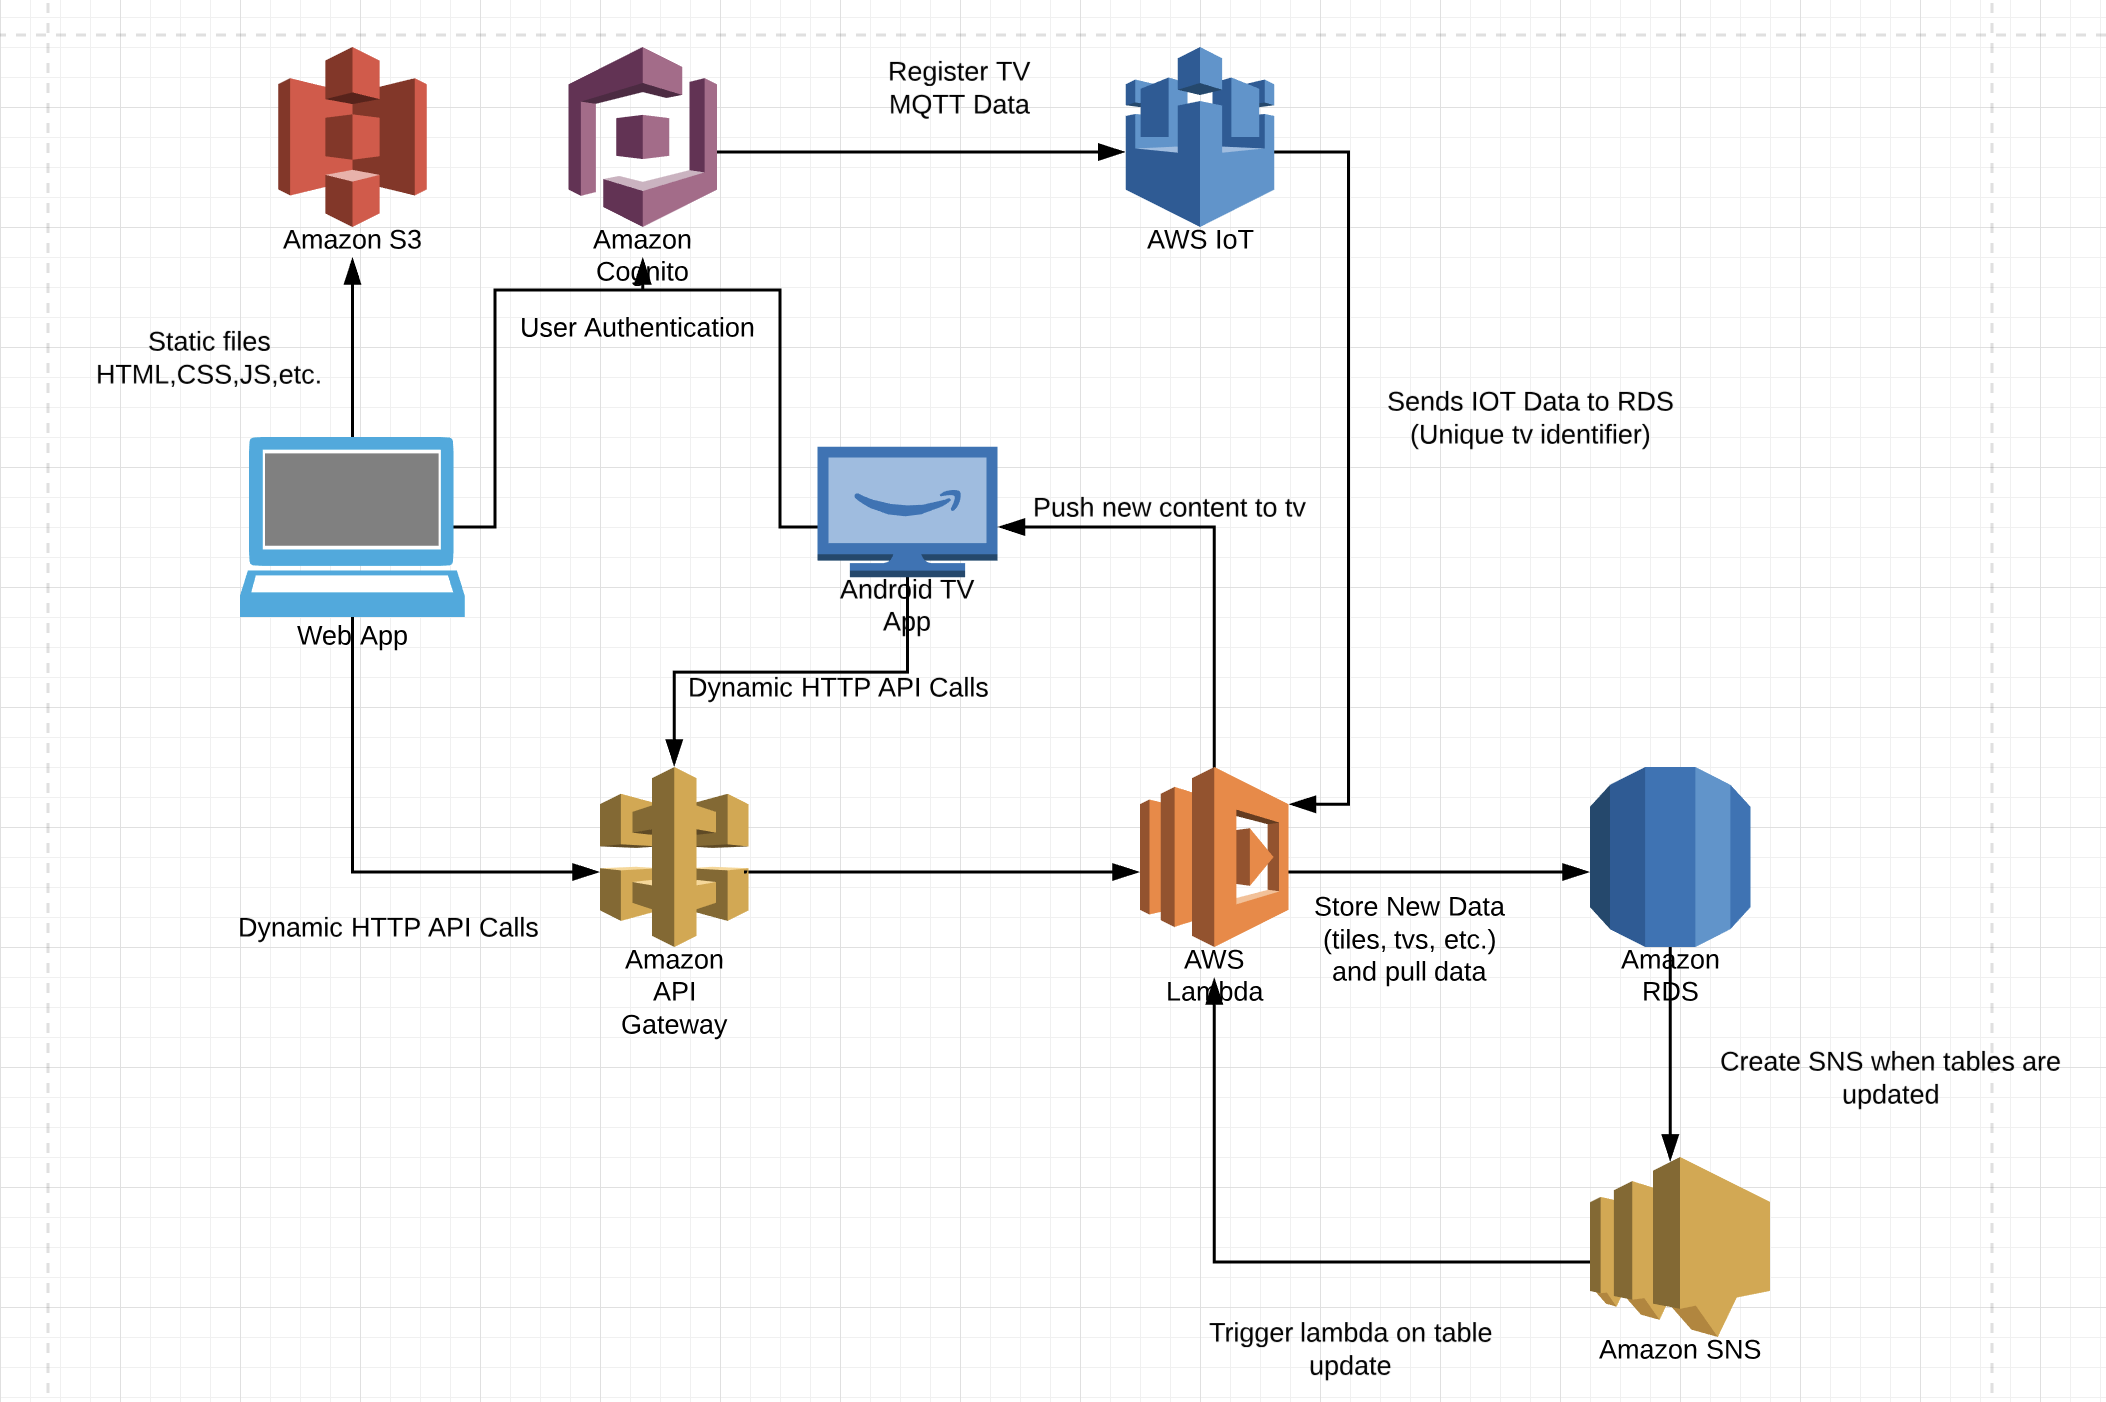 Register TV
MQTT Data
Amazon S3
Amazon
Cognito
AWS IoT
User Authentication
Static files
HTML,CSS,JS,etc.
Sends IOT Data to RDS
(Unique tv identifier)
Push new content to tv
Android TV
App
Web App
Dynamic HTTP API Calls
Dynamic HTTP API Calls
Amazon
API
Gateway
AWS
Lambda
Store New Data
(tiles, tvs, etc.)
and pull data
Amazon
RDS
Create SNS when tables are
updated
Trigger lambda on table
update
Amazon SNS